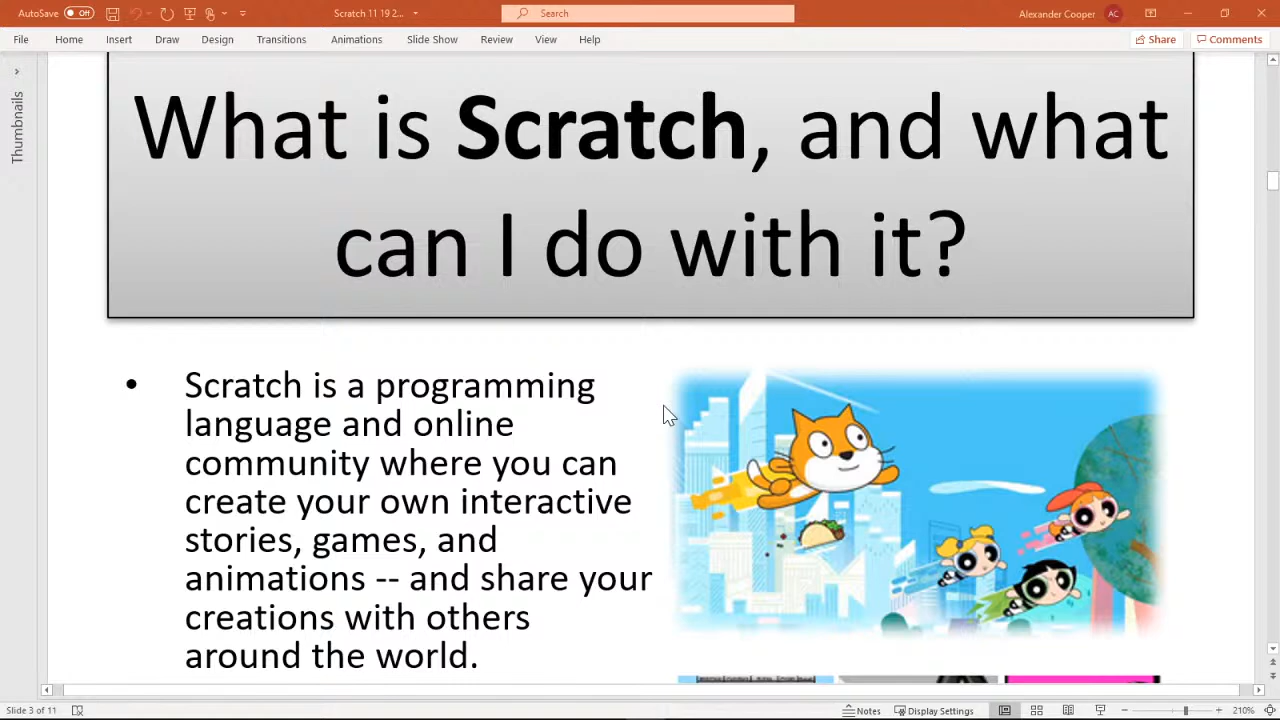 AutoSave Off Scratch 11 19 2... Search Alexander Cooper AC
File Home Insert Draw Design Transitions Animations Slide Show Review View Help Share Comments
Thumbnails
What is Scratch, and what
can I do with it?
• Scratch is a programming
language and online
community where you can
create your own interactive
stories, games, and
animations -- and share your
creations with others
around the world.
Slide 3 of 11 Notes Display Settings 210%